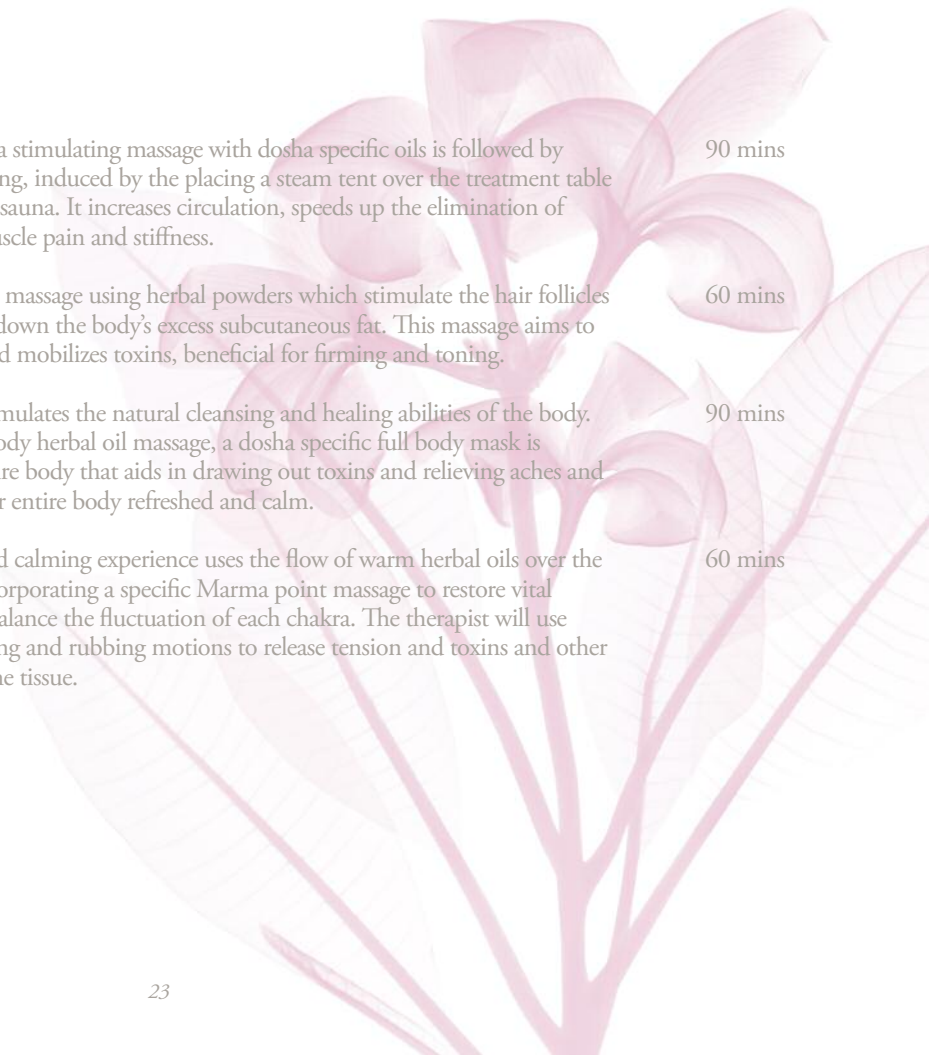 a stimulating massage with dosha specific oils is followed by 90 mins
ng, induced by the placing a steam tent over the treatment table
sauna. It increases circulation, speeds up the elimination of
uscle pain and stiffness.
massage using herbal powders which stimulate the hair follicles 60 mins
down the body’s excess subcutaneous fat. This massage aims to
d mobilizes toxins, beneficial for firming and toning.
mulates the natural cleansing and healing abilities of the body. 90 mins
ody herbal oil massage, a dosha specific full body mask is
re body that aids in drawing out toxins and relieving aches and
r entire body refreshed and calm.
d calming experience uses the flow of warm herbal oils over the 60 mins
orporating a specific Marma point massage to restore vital
alance the fluctuation of each chakra. The therapist will use
ng and rubbing motions to release tension and toxins and other
ne tissue.
23